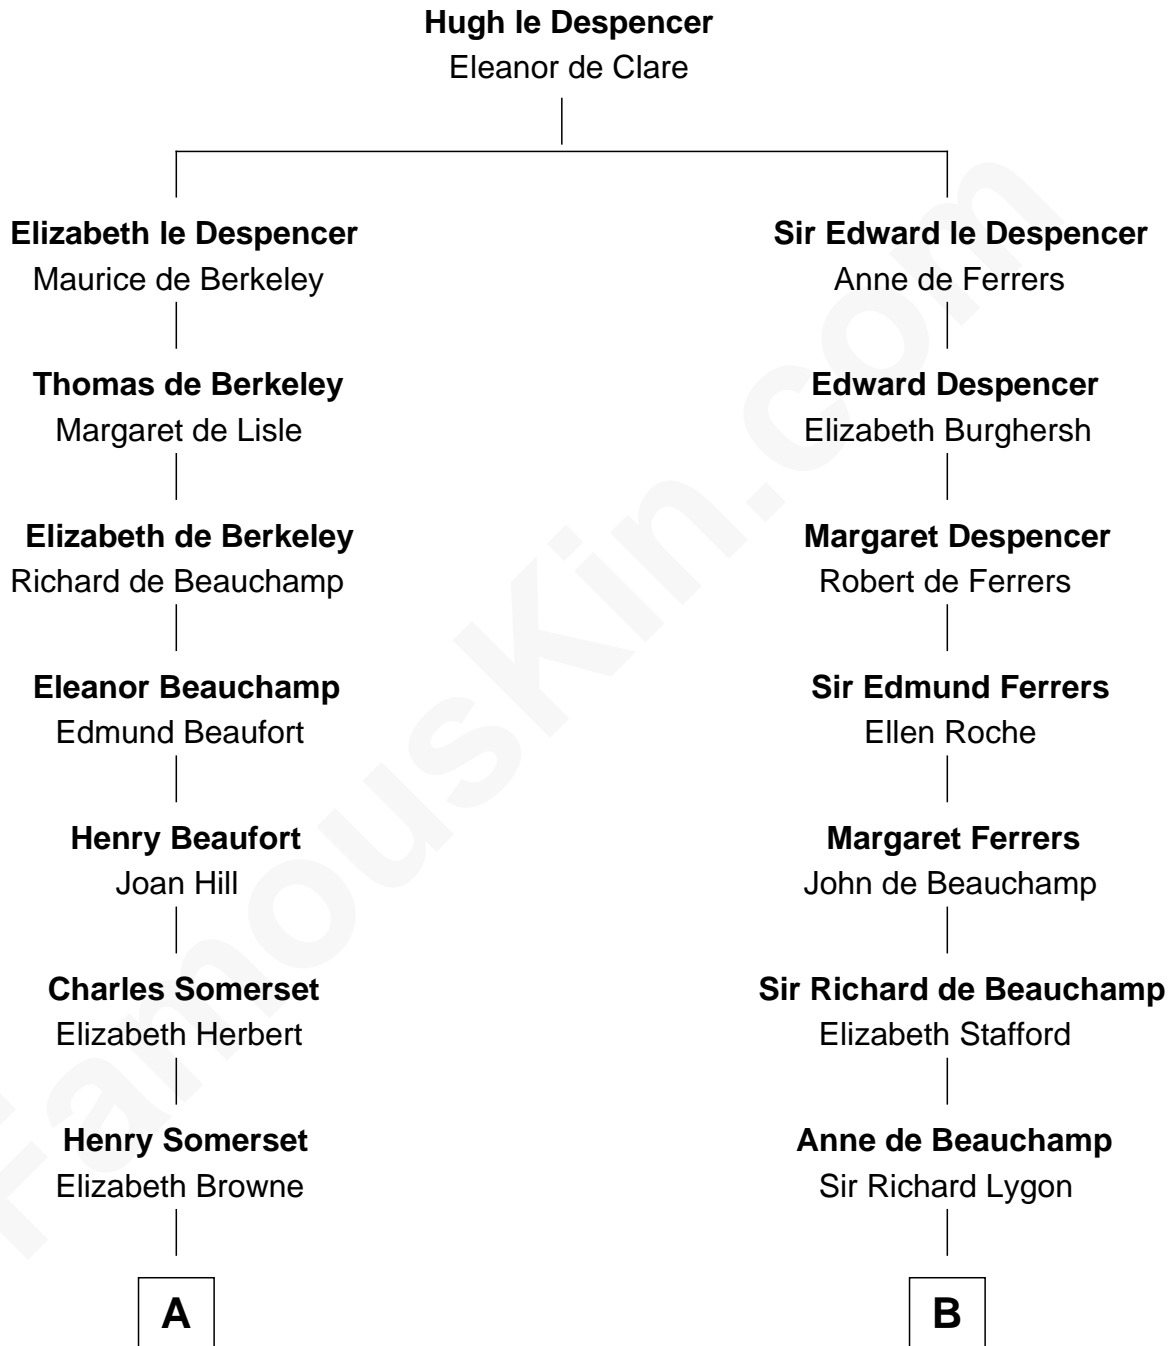 Hugh le Despencer
Eleanor de Clare
Elizabeth le Despencer
Maurice de Berkeley
Sir Edward le Despencer
Anne de Ferrers
Thomas de Berkeley
Margaret de Lisle
Edward Despencer
Elizabeth Burghersh
Elizabeth de Berkeley
Richard de Beauchamp
Margaret Despencer
Robert de Ferrers
Eleanor Beauchamp
Edmund Beaufort
Sir Edmund Ferrers
Ellen Roche
Henry Beaufort
Joan Hill
Margaret Ferrers
John de Beauchamp
Charles Somerset
Elizabeth Herbert
Sir Richard de Beauchamp
Elizabeth Stafford
Henry Somerset
Elizabeth Browne
Anne de Beauchamp
Sir Richard Lygon
A
B
FamousKin.com